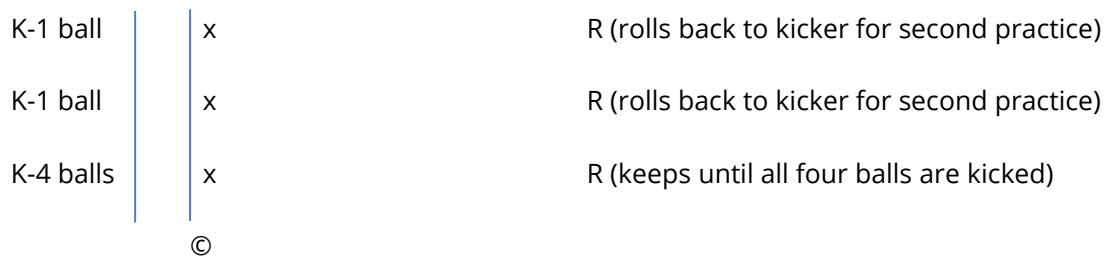 K-1 ball x R (rolls back to kicker for second practice)
K-1 ball x R (rolls back to kicker for second practice)
K-4 balls x R (keeps until all four balls are kicked)
©